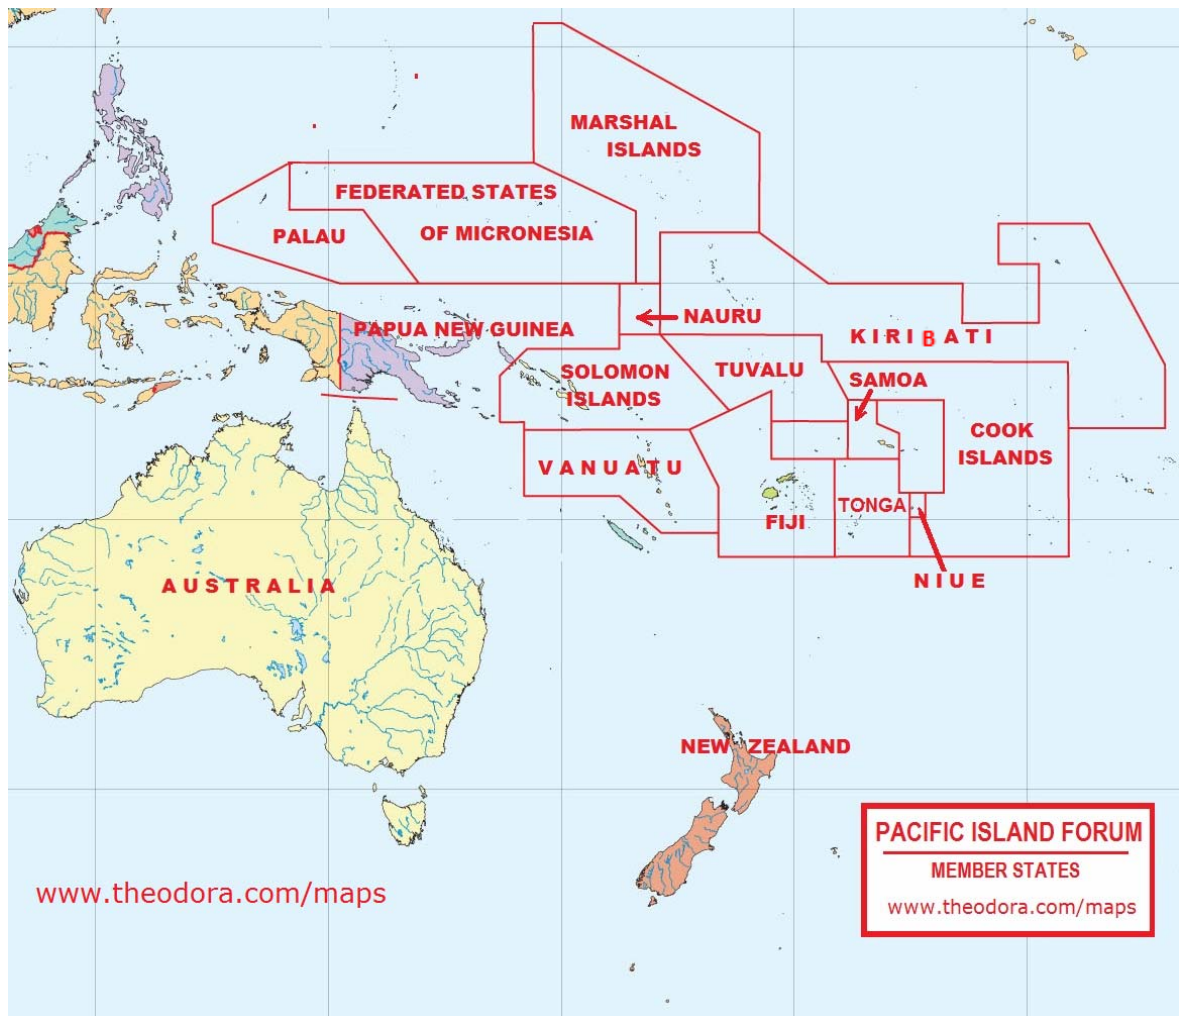 MARSHAL
ISLANDS
FEDERATED STATES
OF MICRONESIA
PALAU
PAPUA NEW GUINEA
NAURU
KIRIBATI
SOLOMON
ISLANDS
TUVALU
SAMOA
COOK
ISLANDS
VANUATU
TONGA
FIJI
NIUE
AUSTRALIA
NEW ZEALAND
PACIFIC ISLAND FORUM
MEMBER STATES
www.theodora.com/maps
www.theodora.com/maps